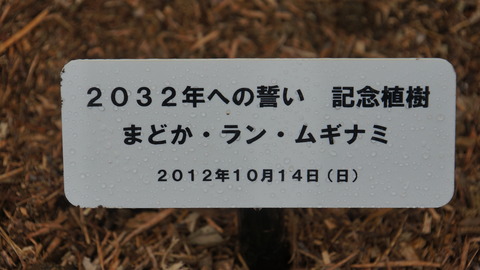 ２０３２年への誓い　記念植樹
まどか・ラン・ムギナミ
２０１２年１０月１４日（日）